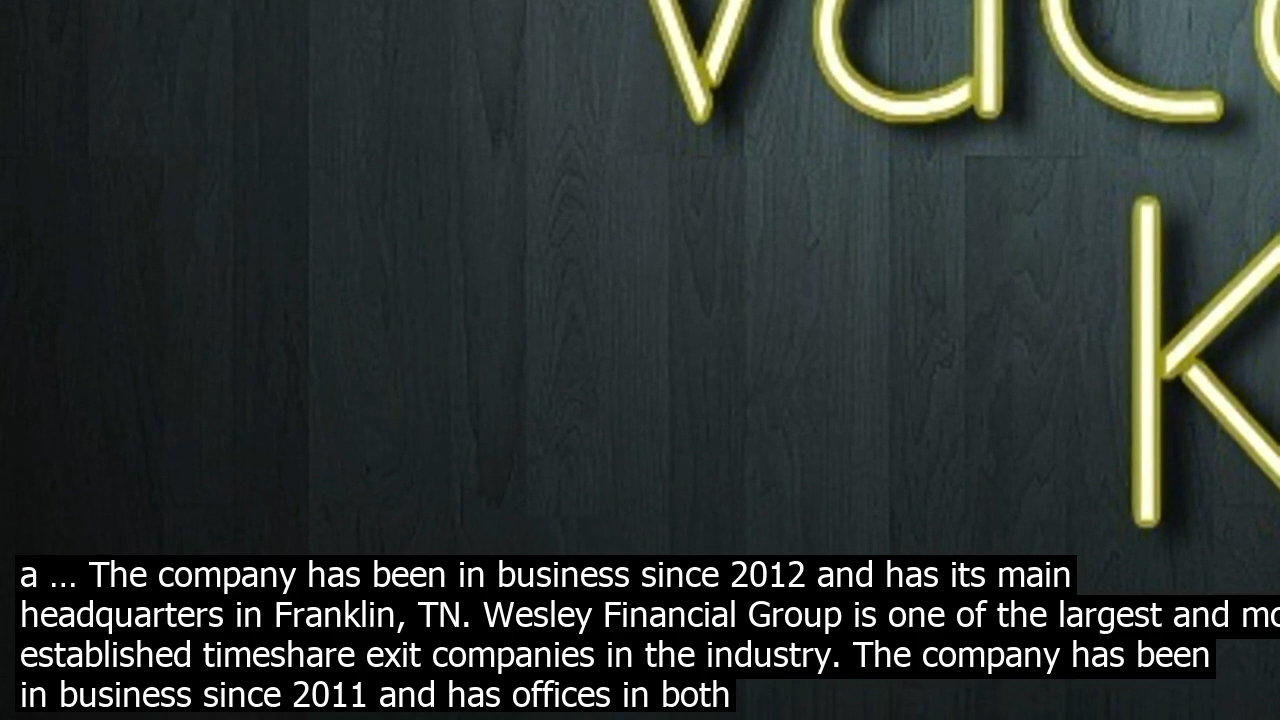 K
a ... The company has been in business since 2012 and has its main
headquarters in Franklin, TN. Wesley Financial Group is one of the largest and
established timeshare exit companies in the industry. The company has been
in business since 2011 and has offices in both